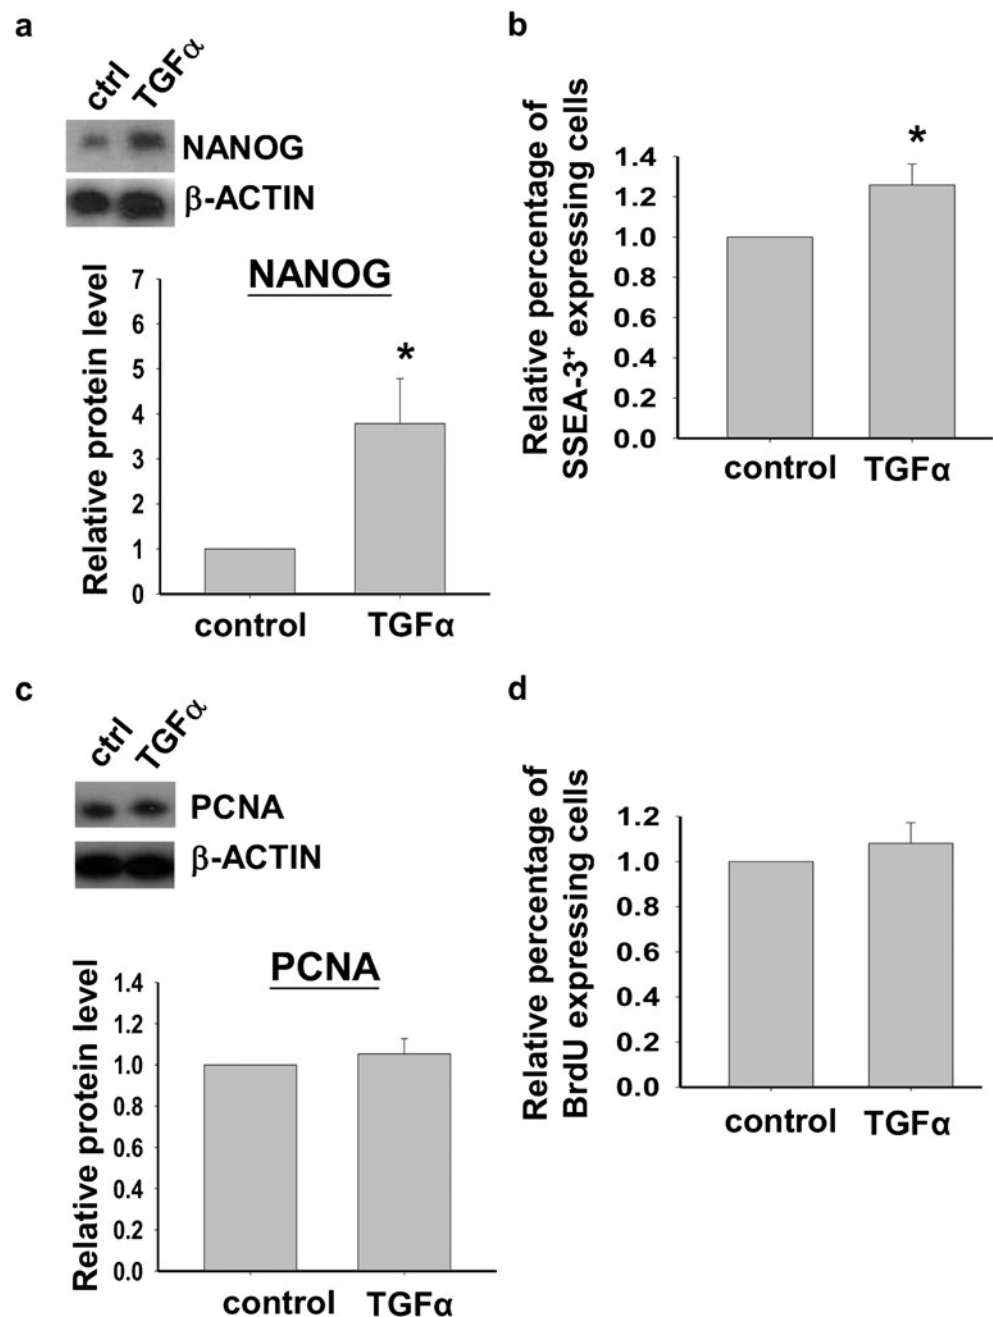 a
ctrl TGFα
NANOG
β-ACTIN
NANOG
Relative protein level
7
6
5
4
3
2
1
0
*
control TGFα
b
Relative percentage of
SSEA-3⁺ expressing cells
1.4
1.2
1.0
0.8
0.6
0.4
0.2
0.0
*
control TGFα
c
ctrl TGFα
PCNA
β-ACTIN
PCNA
Relative protein level
1.4
1.2
1.0
0.8
0.6
0.4
0.2
0.0
control TGFα
d
Relative percentage of
BrdU expressing cells
1.2
1.0
0.8
0.6
0.4
0.2
0.0
control TGFα